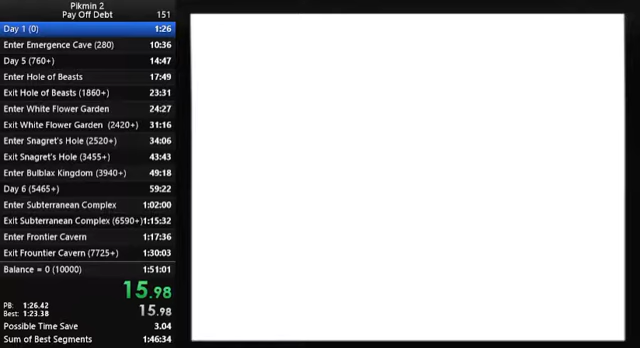 Pikmin 2
Pay Off Debt 151
Day 1 (0) 1:26
Enter Emergence Cave (280) 10:36
Day 5 (760+) 14:47
Enter Hole of Beasts 17:49
Exit Hole of Beasts (1860+) 23:31
Enter White Flower Garden 24:27
Exit White Flower Garden (2420+) 31:16
Enter Snagret's Hole (2520+) 34:06
Exit Snagret's Hole (3455+) 43:43
Enter Bulblax Kingdom (3940+) 49:18
Day 6 (5465+) 59:22
Enter Subterranean Complex 1:02:00
Exit Subterranean Complex (6590+) 1:15:32
Enter Frontier Cavern 1:17:36
Exit Frountier Cavern (7725+) 1:30:03
Balance = 0 (10000) 1:51:01
15.98
PB: 1:26.42
Best: 1:23.38 15.98
Possible Time Save 3.04
Sum of Best Segments 1:46:34